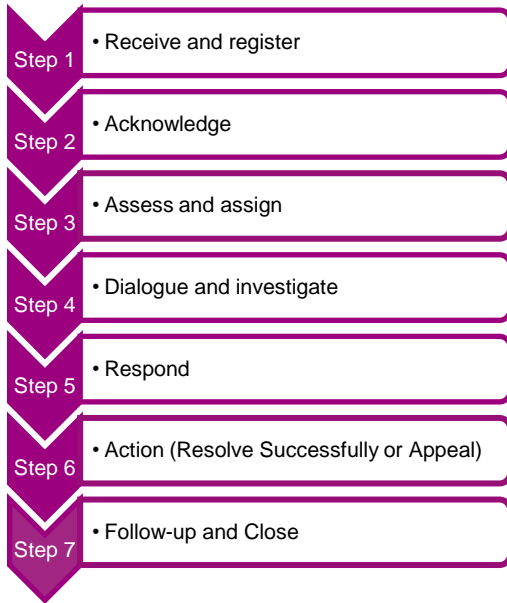 Step 1
• Receive and register
Step 2
• Acknowledge
Step 3
• Assess and assign
Step 4
• Dialogue and investigate
Step 5
• Respond
Step 6
• Action (Resolve Successfully or Appeal)
Step 7
• Follow-up and Close